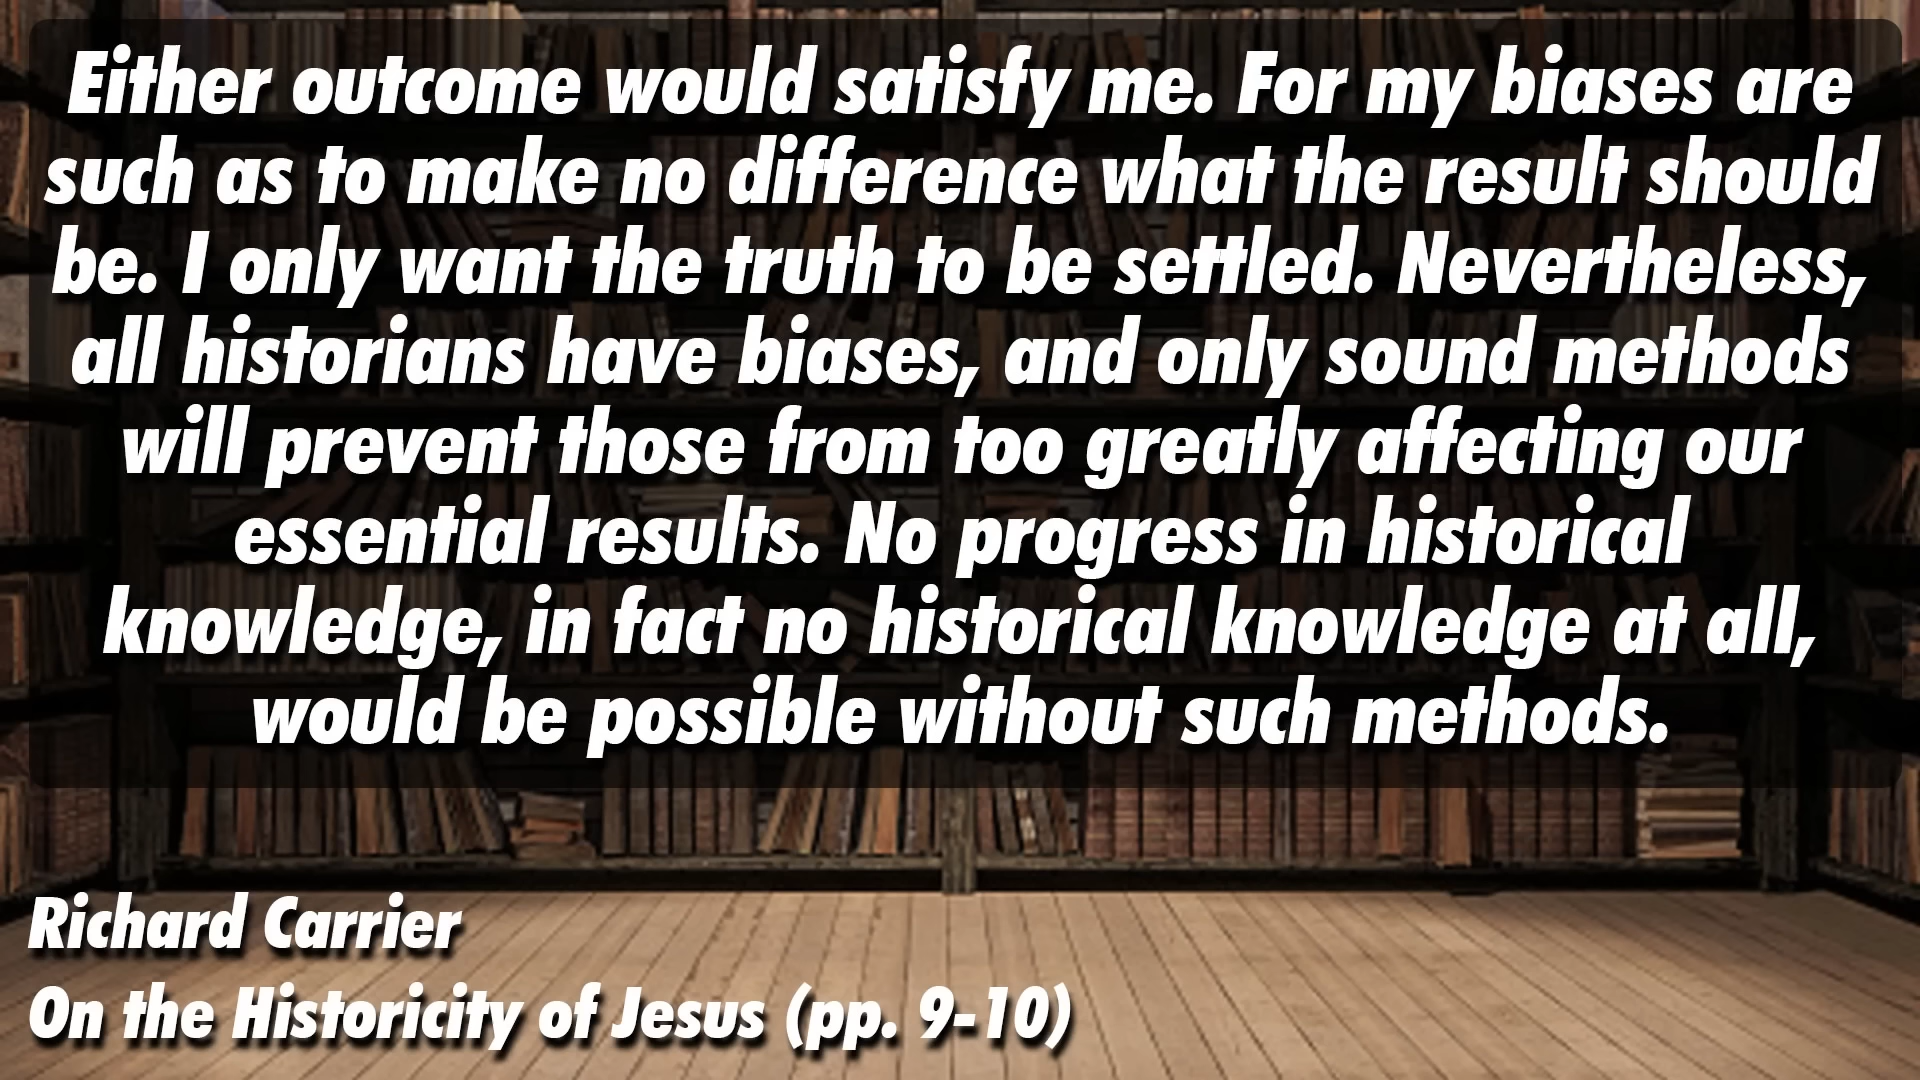 Either outcome would satisfy me. For my biases are
such as to make no difference what the result should
be. I only want the truth to be settled. Nevertheless,
all historians have biases, and only sound methods
will prevent those from too greatly affecting our
essential results. No progress in historical
knowledge, in fact no historical knowledge at all,
would be possible without such methods.
Richard Carrier
On the Historicity of Jesus (pp. 9-10)